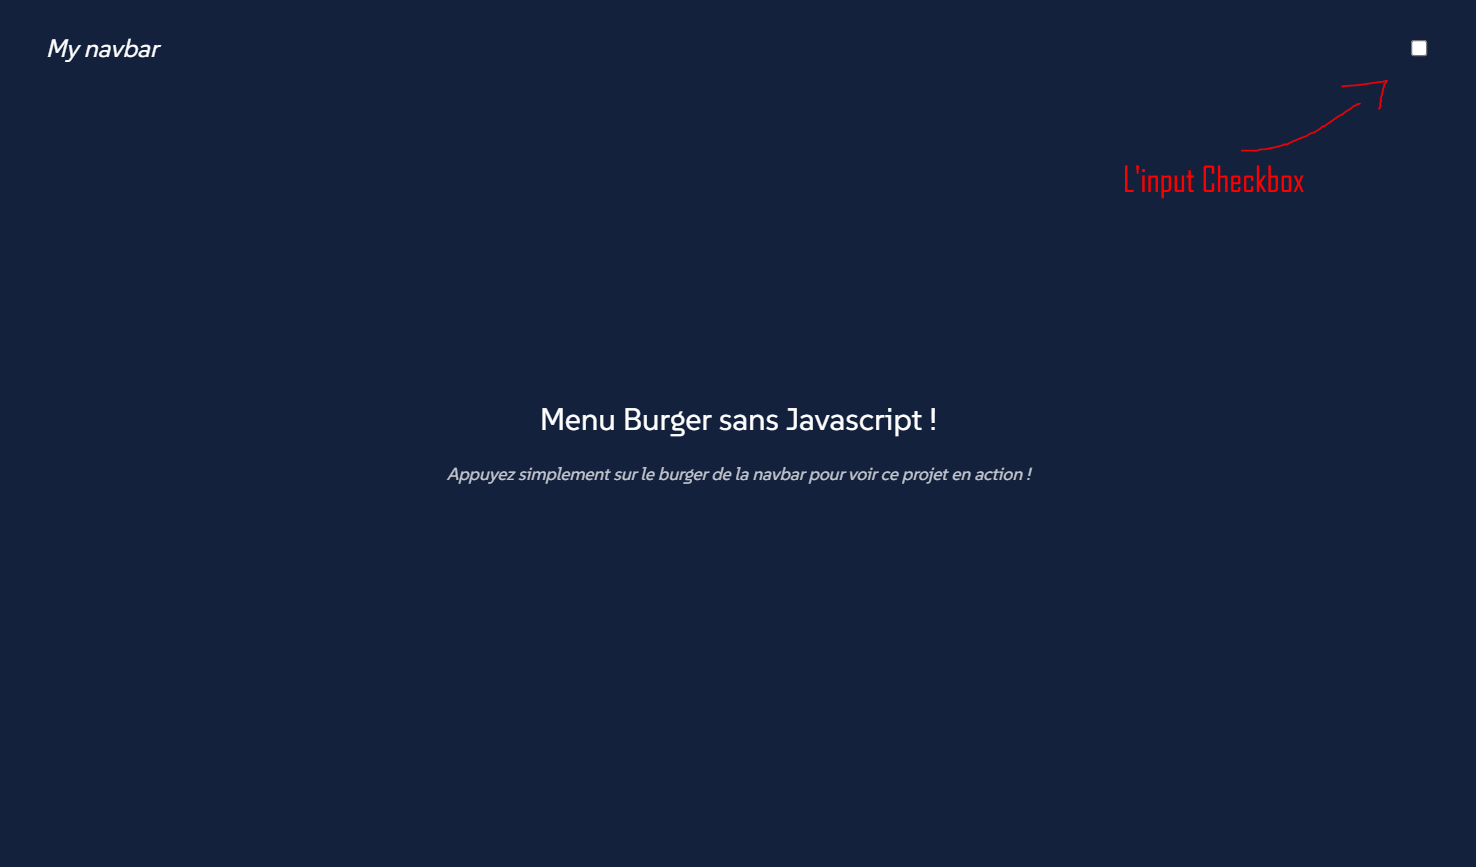 My navbar
L'input Checkbox
Menu Burger sans Javascript !
Appuyez simplement sur le burger de la navbar pour voir ce projet en action !